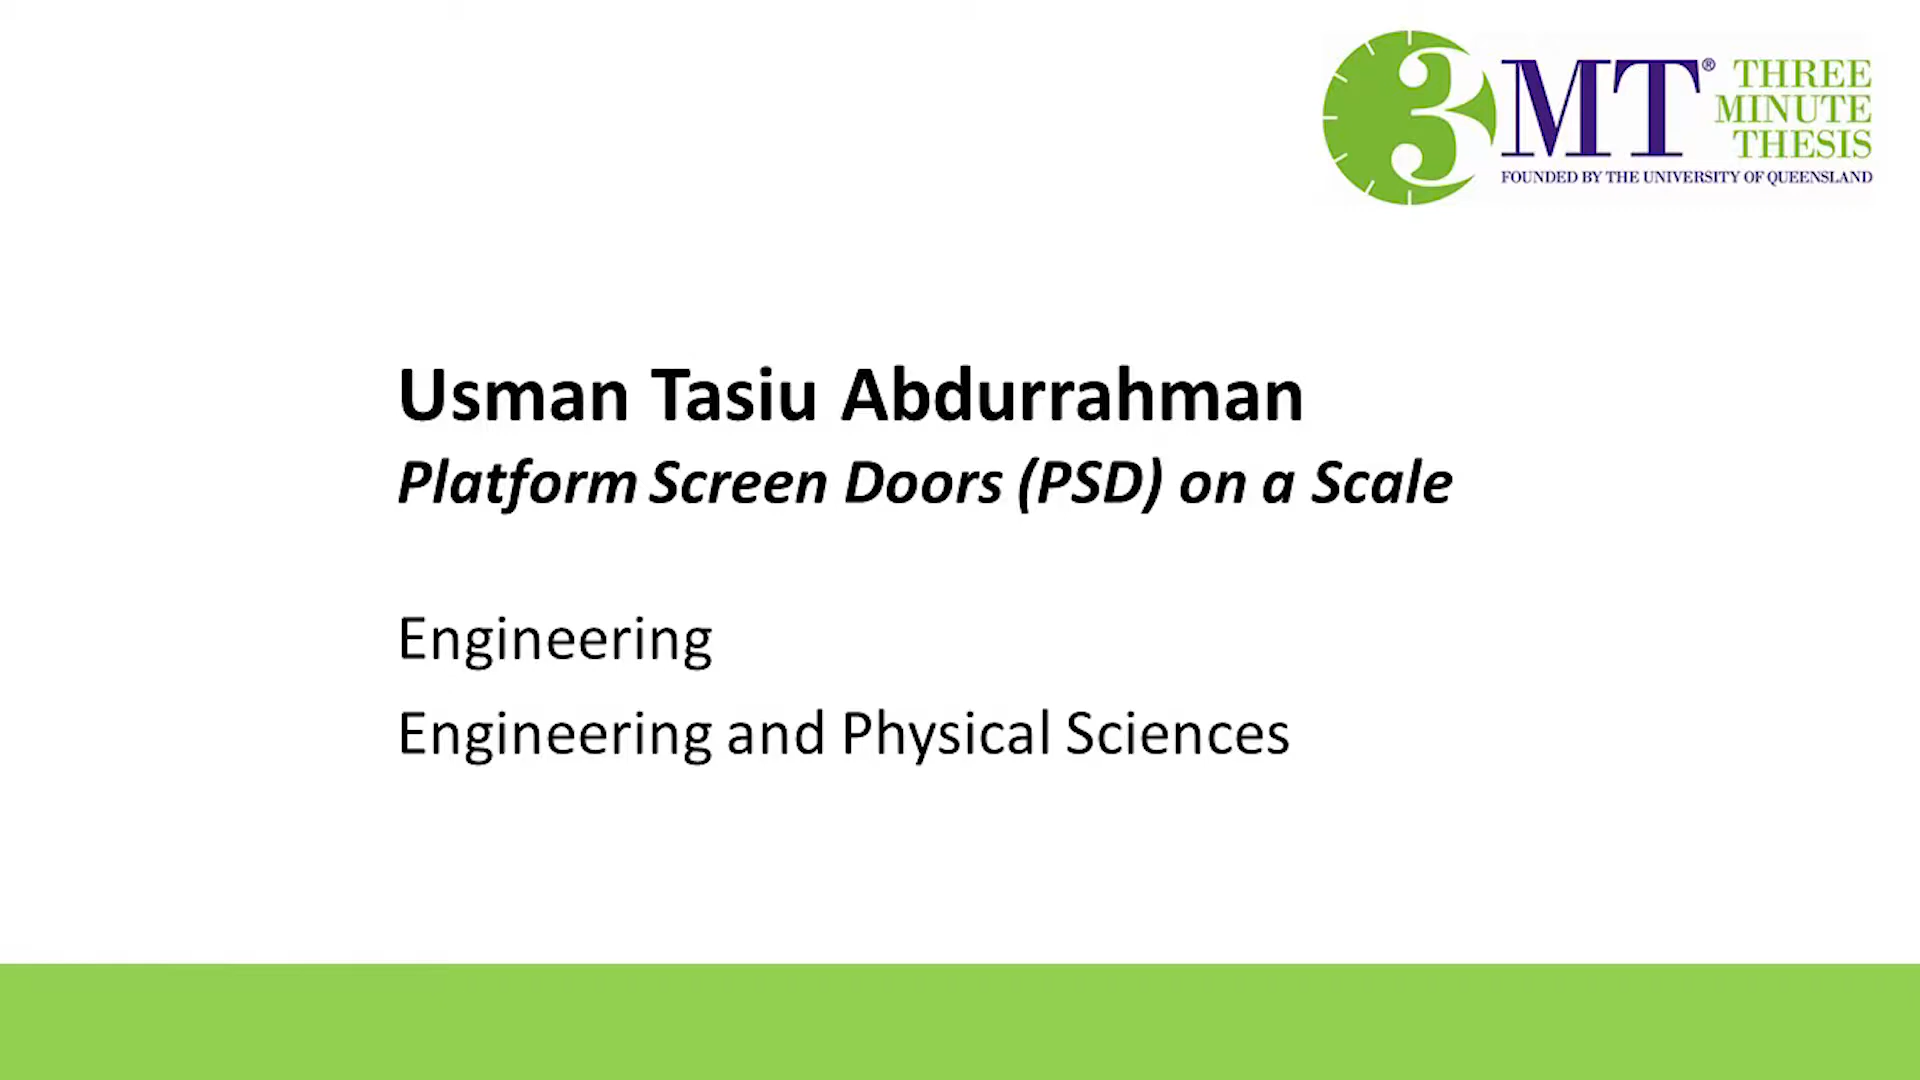 3MT® THREE
MINUTE
THESIS
FOUNDED BY THE UNIVERSITY OF QUEENSLAND
Usman Tasiu Abdurrahman
Platform Screen Doors (PSD) on a Scale
Engineering
Engineering and Physical Sciences